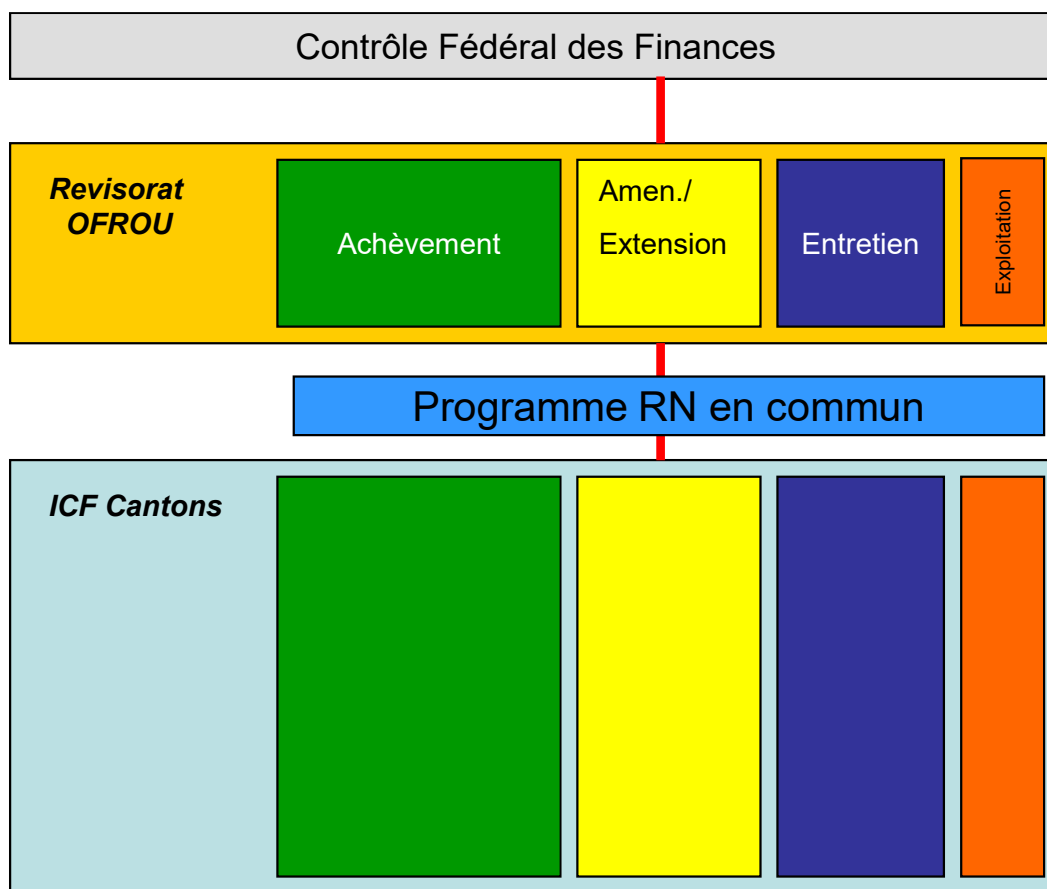 Contrôle Fédéral des Finances
Revisorat
OFROU
Achèvement
Amen./
Extension
Entretien
Exploitation
Programme RN en commun
ICF Cantons